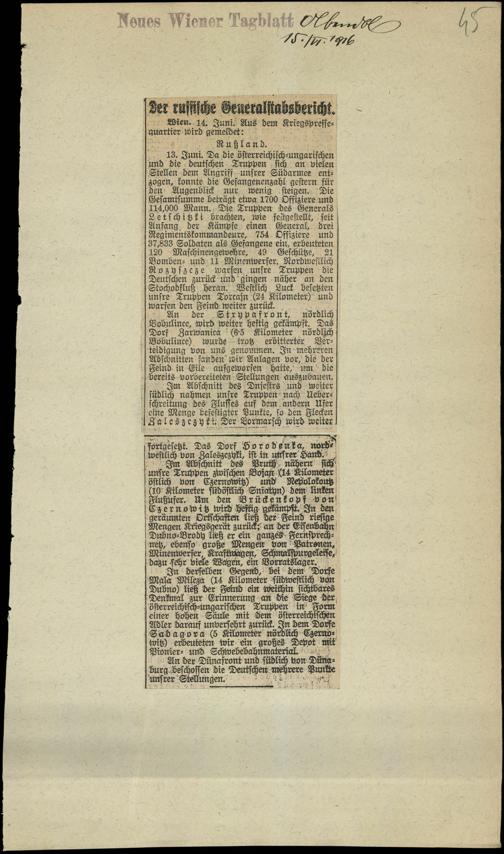 Neues Wiener Tagblatt
15./VI. 1916
45
Der russische Generalstabsbericht.
Wien, 14. Juni. Aus dem Kriegspresse-
quartier wird gemeldet:
Rußland.
13. Juni. Da die österreichisch-ungarischen
und die deutschen Truppen sich an vielen
Stellen dem Angriff unsrer Südarmee ent-
zogen, konnte die Gefangenenzahl gestern für
den Augenblick nur wenig steigen. Die
Gesamtsumme beträgt etwa 1700 Offiziere und
114,000 Mann. Die Truppen des Generals
Letschitzki brachten, wie festgestellt, seit
Anfang der Kämpfe einen General, drei
Regimentskommandeure, 754 Offiziere und
37,833 Soldaten als Gefangene ein, erbeuteten
120 Maschinengewehre, 49 Geschütze, 21
Bomben- und 11 Minenwerfer. Nordwestlich
Rozyszcze warfen unsre Truppen die
Deutschen zurück und gingen näher an den
Stochodfluß heran. Westlich Luck besetzten
unsre Truppen Torczyn (24 Kilometer) und
warfen den Feind weiter zurück.
An der Strypafront, nördlich
Bobulince, wird weiter heftig gekämpft. Das
Dorf Zarwanica (6·5 Kilometer nördlich
Bobulince) wurde trotz erbitterter Ver-
teidigung von uns genommen. In mehreren
Abschnitten fanden wir Anlagen vor, die der
Feind in Eile aufgeworfen hatte, um die
bereits vorbereiteten Stellungen auszubauen.
Im Abschnitt des Dnjestrs und weiter
südlich nahmen unsre Truppen nach Ueber-
schreitung des Flusses auf dem andern Ufer
eine Menge befestigter Punkte, so den Flecken
Zaleszczyki. Der Vormarsch wird weiter
fortgesetzt. Das Dorf Horodenka, nord-
westlich von Zaleszczyki, ist in unsrer Hand.
Im Abschnitt des Pruth nähern sich
unsre Truppen zwischen Bojan (14 Kilometer
östlich von Czernowitz) und Nepolokoutz
(10 Kilometer südöstlich Sniatyn) dem linken
Flußufer. Um den Brückenkopf von
Czernowitz wird heftig gekämpft. In den
geräumten Ortschaften ließ der Feind riesige
Mengen Kriegsgerät zurück; an der Eisenbahn
Dubno-Brody ließ er ein ganzes Fernsprech-
netz, ebenso große Mengen von Patronen,
Minenwerfer, Kraftwagen, Schmalspurgeleise,
dazu sehr viele Wagen, ein Vorratslager.
In derselben Gegend, bei dem Dorfe
Mala Milcza (14 Kilometer südwestlich von
Dubno) ließ der Feind ein weithin sichtbares
Denkmal zur Erinnerung an die Siege der
österreichisch-ungarischen Truppen in Form
einer hohen Säule mit dem österreichischen
Adler darauf unversehrt zurück. In dem Dorfe
Sadagora (5 Kilometer nördlich Czerno-
witz) erbeuteten wir ein großes Depot mit
Pionier- und Schwebebahnmaterial.
An der Dünafront und südlich von Düna-
burg beschossen die Deutschen mehrere Punkte
unsrer Stellungen.